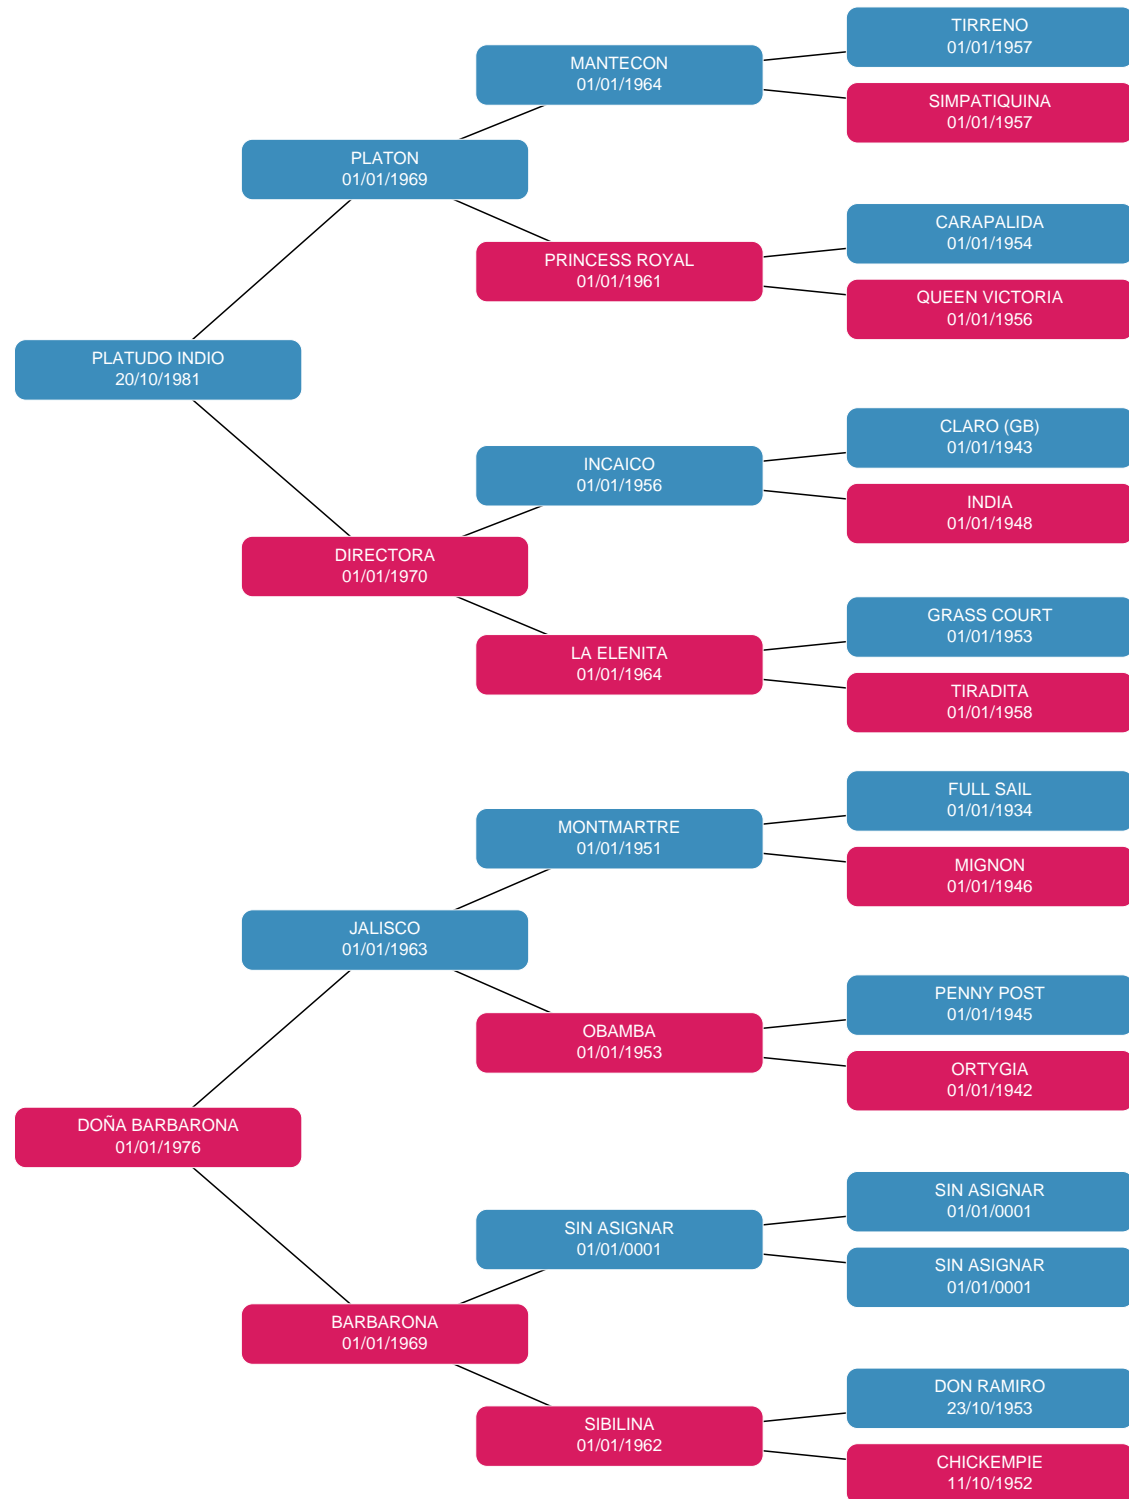 TIRRENO
01/01/1957
MANTECON
01/01/1964
SIMPATIQUINA
01/01/1957
PLATON
01/01/1969
CARAPALIDA
01/01/1954
PRINCESS ROYAL
01/01/1961
QUEEN VICTORIA
01/01/1956
PLATUDO INDIO
20/10/1981
CLARO (GB)
01/01/1943
INCAICO
01/01/1956
INDIA
01/01/1948
DIRECTORA
01/01/1970
GRASS COURT
01/01/1953
LA ELENITA
01/01/1964
TIRADITA
01/01/1958
FULL SAIL
01/01/1934
MONTMARTRE
01/01/1951
MIGNON
01/01/1946
JALISCO
01/01/1963
PENNY POST
01/01/1945
OBAMBA
01/01/1953
ORTYGIA
01/01/1942
DOÑA BARBARONA
01/01/1976
SIN ASIGNAR
01/01/0001
SIN ASIGNAR
01/01/0001
SIN ASIGNAR
01/01/0001
BARBARONA
01/01/1969
DON RAMIRO
23/10/1953
SIBILINA
01/01/1962
CHICKEMPIE
11/10/1952